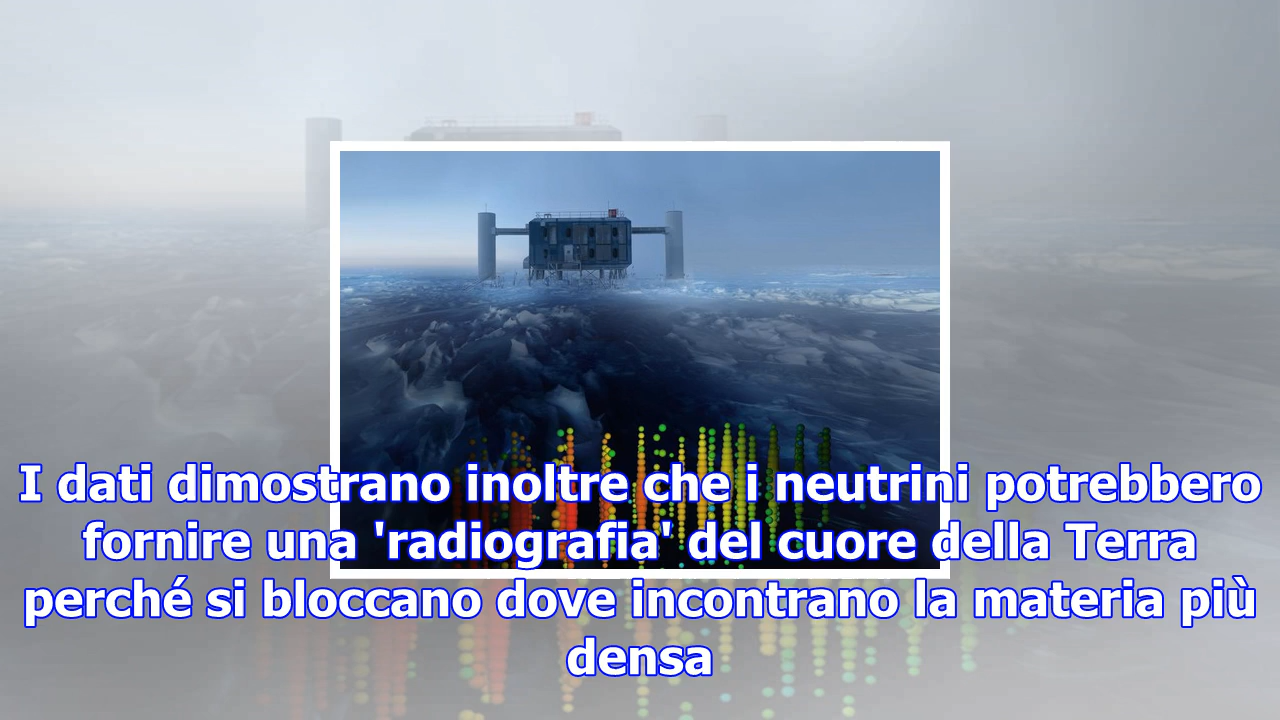 I dati dimostrano inoltre che i neutrini potrebbero
fornire una 'radiografia' del cuore della Terra
perché si bloccano dove incontrano la materia più
densa